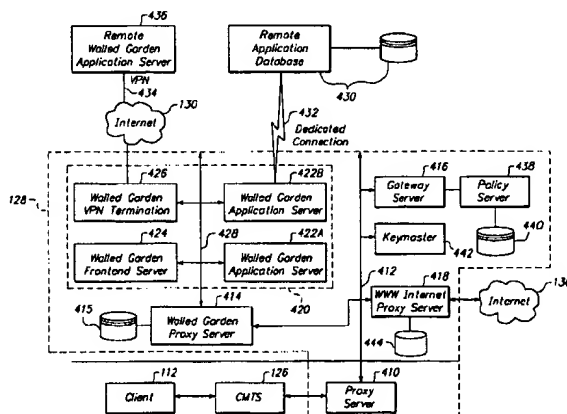 436
Remote
Walled Garden
Application Server
VPN
434
130
Internet
Remote
Application
Database
430
432
Dedicated
Connection
128
426
Walled Garden
VPN Termination
422B
Walled Garden
Application Server
424
Walled Garden
Frontend Server
428
422A
Walled Garden
Application Server
420
416
Gateway
Server
438
Policy
Server
440
Keymaster
442
412
418
WWW Internet
Proxy Server
444
Internet
130
415
414
Walled Garden
Proxy Server
112
Client
126
CMTS
410
Proxy
Server